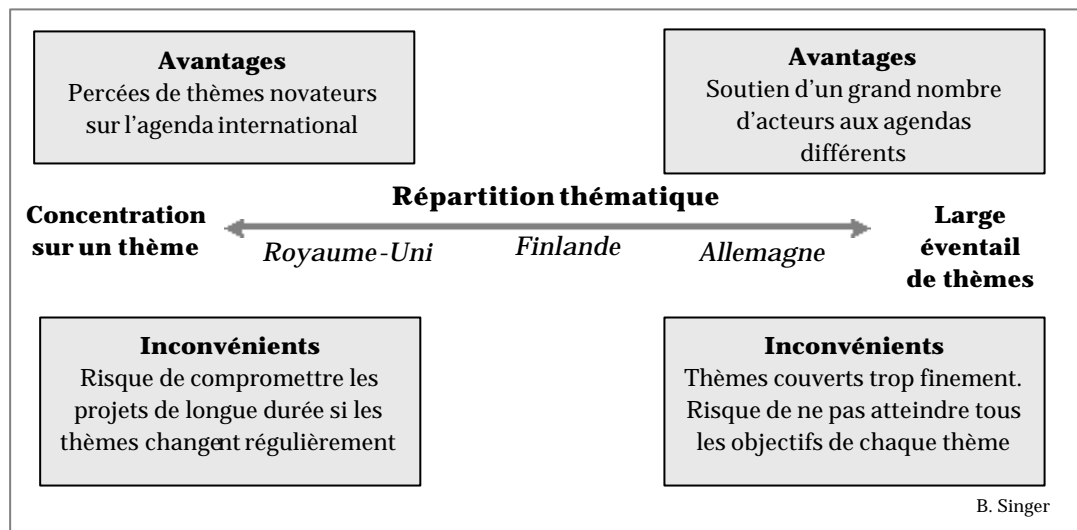 Avantages
Percées de thèmes novateurs
sur l'agenda international
Avantages
Soutien d'un grand nombre
d'acteurs aux agendas
différents
Répartition thématique
Concentration
sur un thème
Royaume-Uni
Finlande
Allemagne
Large
éventail
de thèmes
Inconvénients
Risque de compromettre les
projets de longue durée si les
thèmes changent régulièrement
Inconvénients
Thèmes couverts trop finement.
Risque de ne pas atteindre tous
les objectifs de chaque thème
B. Singer